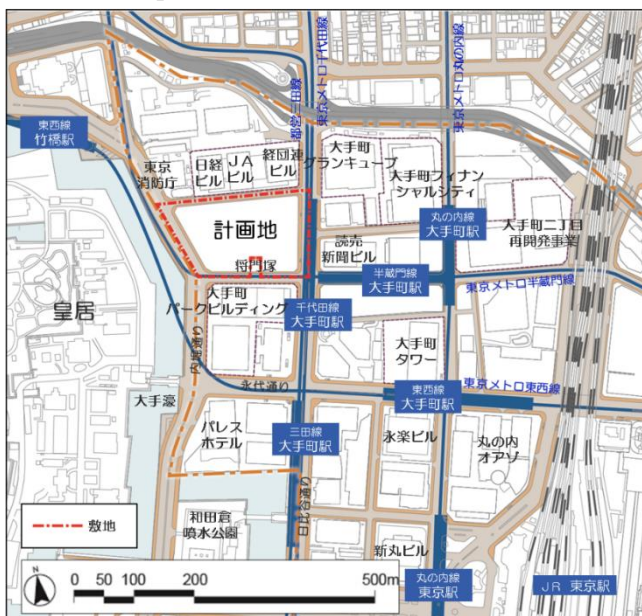 都営三田線
東京メトロ千代田線
東京メトロ丸の内線
東西線
竹橋駅
東京
消防庁
日経
ビル
JA
ビル
経団連
ビル
大手町
グランキューブ
大手町フィナン
シャルシティ
丸の内線
大手町駅
大手町二丁目
再開発事業
計画地
将門塚
読売
新聞ビル
半蔵門線
大手町駅
東京メトロ半蔵門線
皇居
大手町
パークビルディング
千代田線
大手町駅
内堀通り
大手町
タワー
大手濠
永代通り
東西線
大手町駅
東京メトロ東西線
パレス
ホテル
三田線
大手町駅
永楽ビル
丸の内
オアゾ
日比谷通り
和田倉
噴水公園
新丸ビル
丸の内線
東京駅
JR 東京駅
敷地
N
0 50 100 200 500m